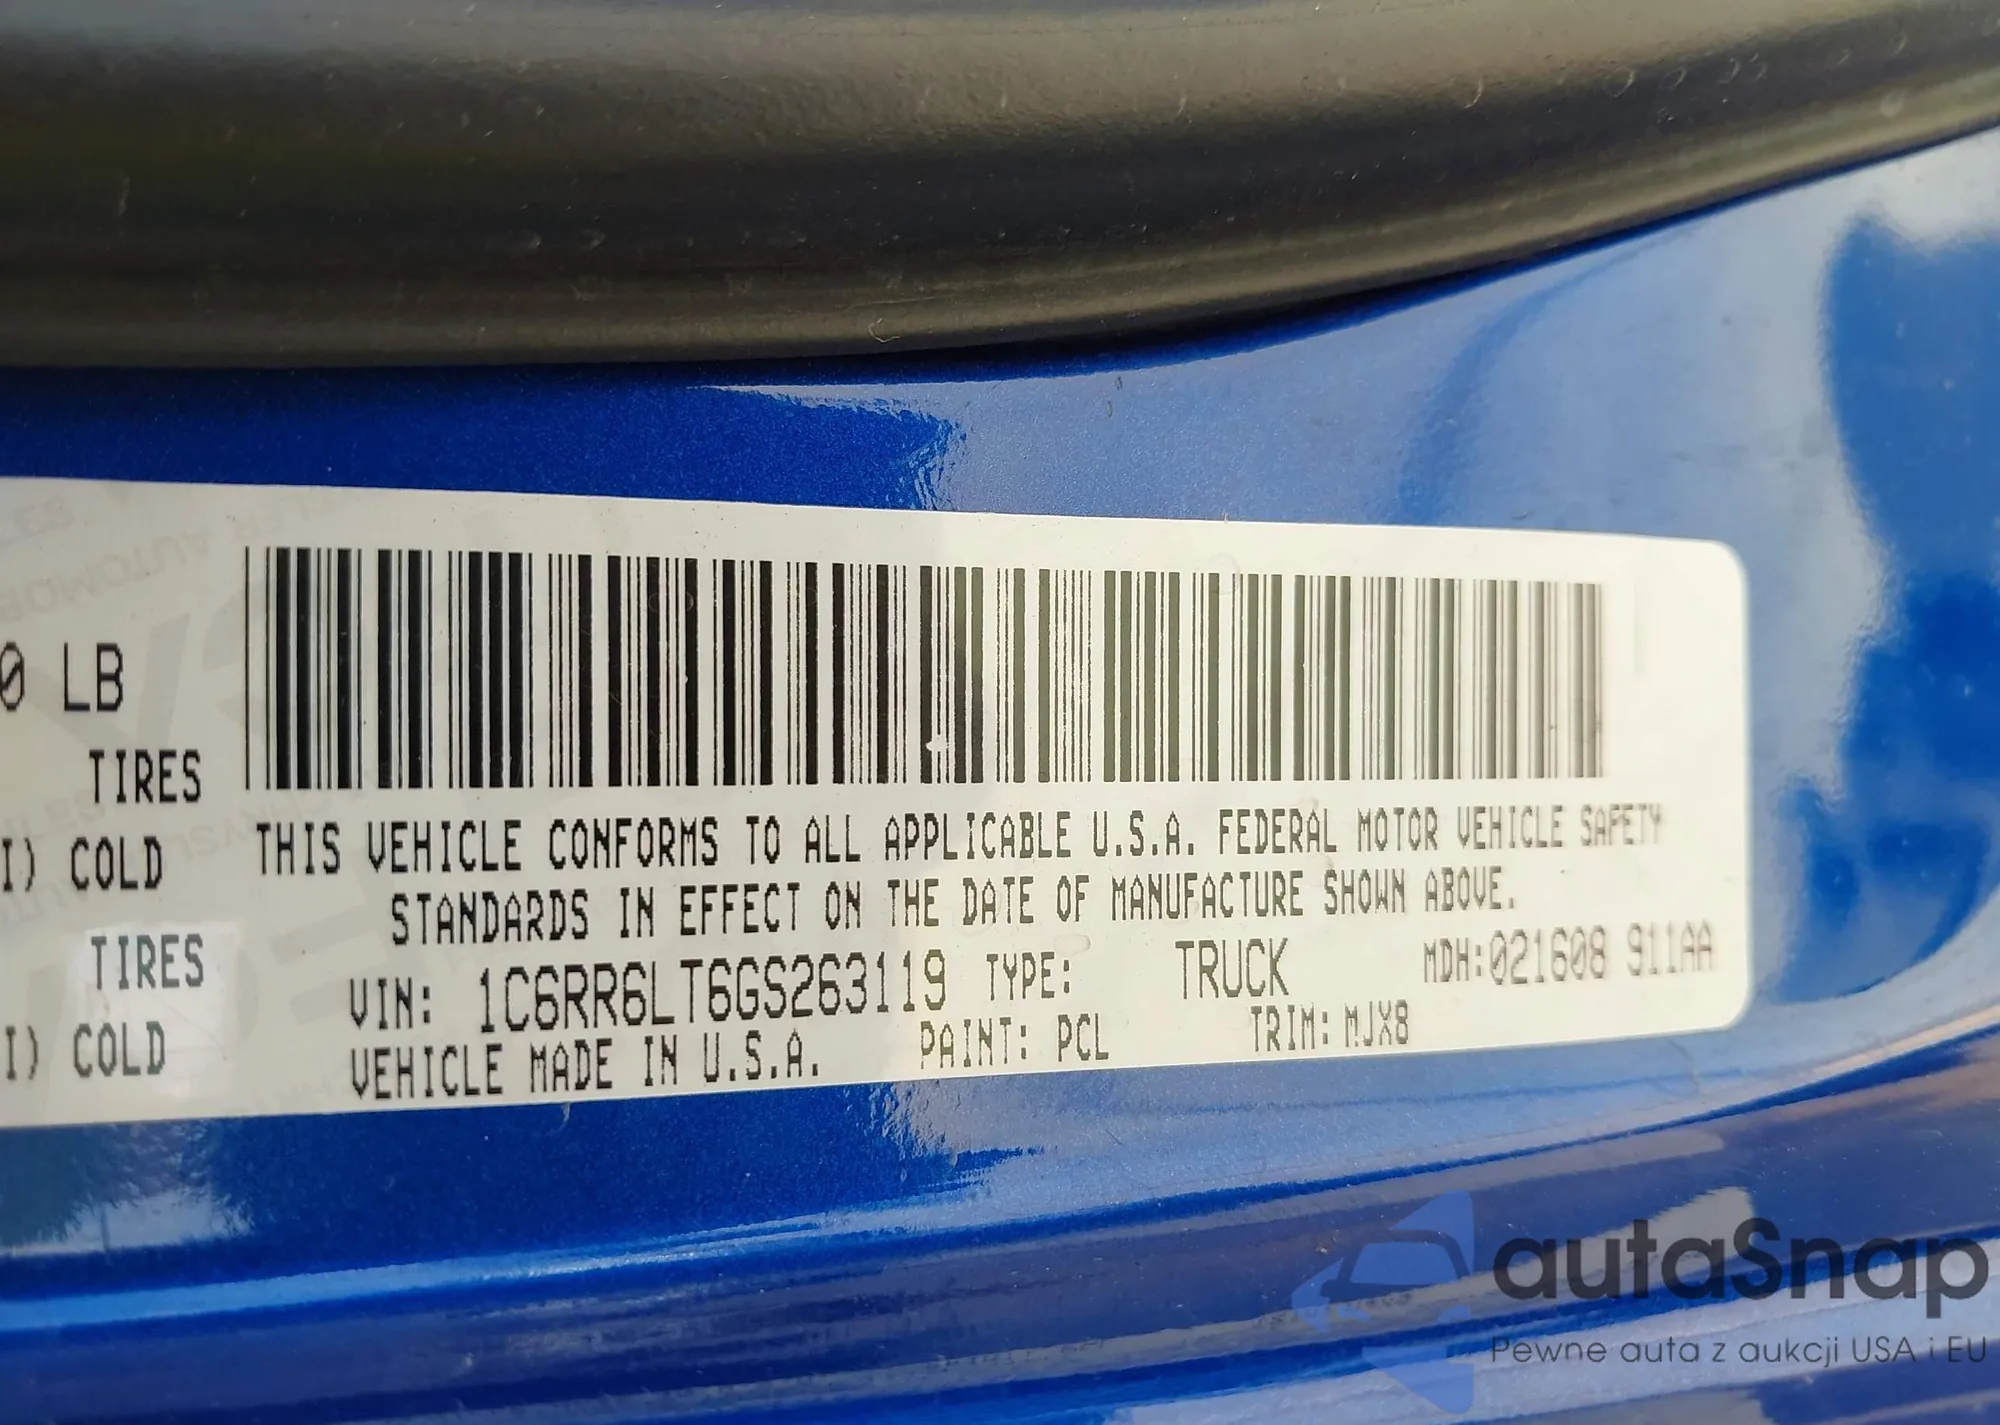 0 LB
TIRES
I) COLD
TIRES
I) COLD
THIS VEHICLE CONFORMS TO ALL APPLICABLE U.S.A. FEDERAL MOTOR VEHICLE SAFETY
STANDARDS IN EFFECT ON THE DATE OF MANUFACTURE SHOWN ABOVE.
VIN: 1C6RR6LT6GS263119 TYPE: TRUCK MDH:021608 911AA
VEHICLE MADE IN U.S.A. PAINT: PCL TRIM: MJX8
autaSnap
Pewne auta z aukcji USA i EU